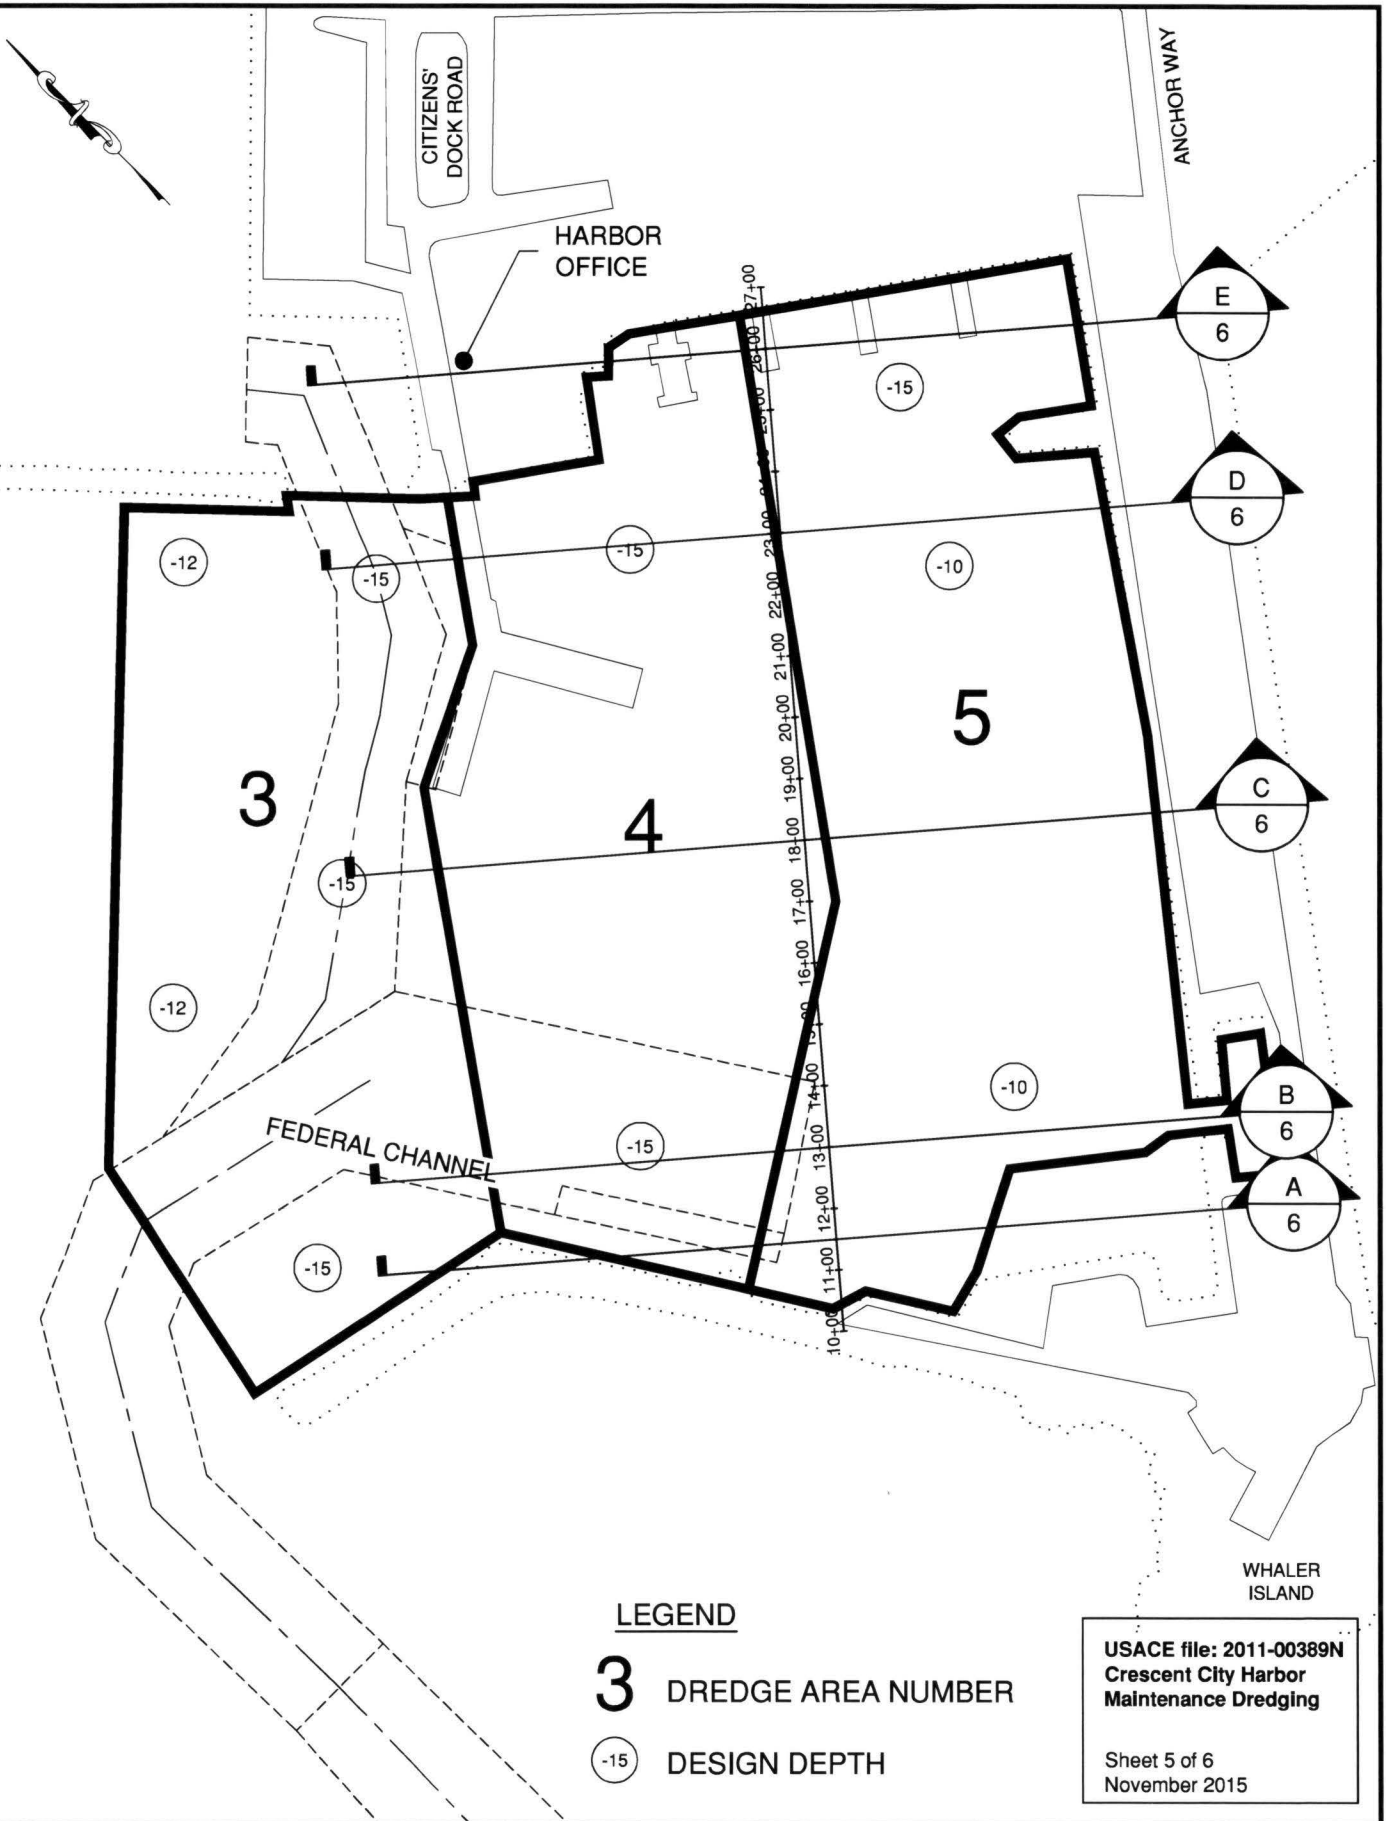 CITIZENS'
DOCK ROAD
ANCHOR WAY
HARBOR
OFFICE
E
6
D
6
C
6
B
6
A
6
27+00
26+00
23+00
22+00
21+00
20+00
19+00
18+00
17+00
16+00
14+00
13+00
12+00
11+00
10+00
-15
-12
-15
-15
-10
3
4
5
-15
-12
-10
-15
FEDERAL CHANNEL
-15
WHALER
ISLAND
LEGEND
3 DREDGE AREA NUMBER
-15 DESIGN DEPTH
USACE file: 2011-00389N
Crescent City Harbor
Maintenance Dredging
Sheet 5 of 6
November 2015